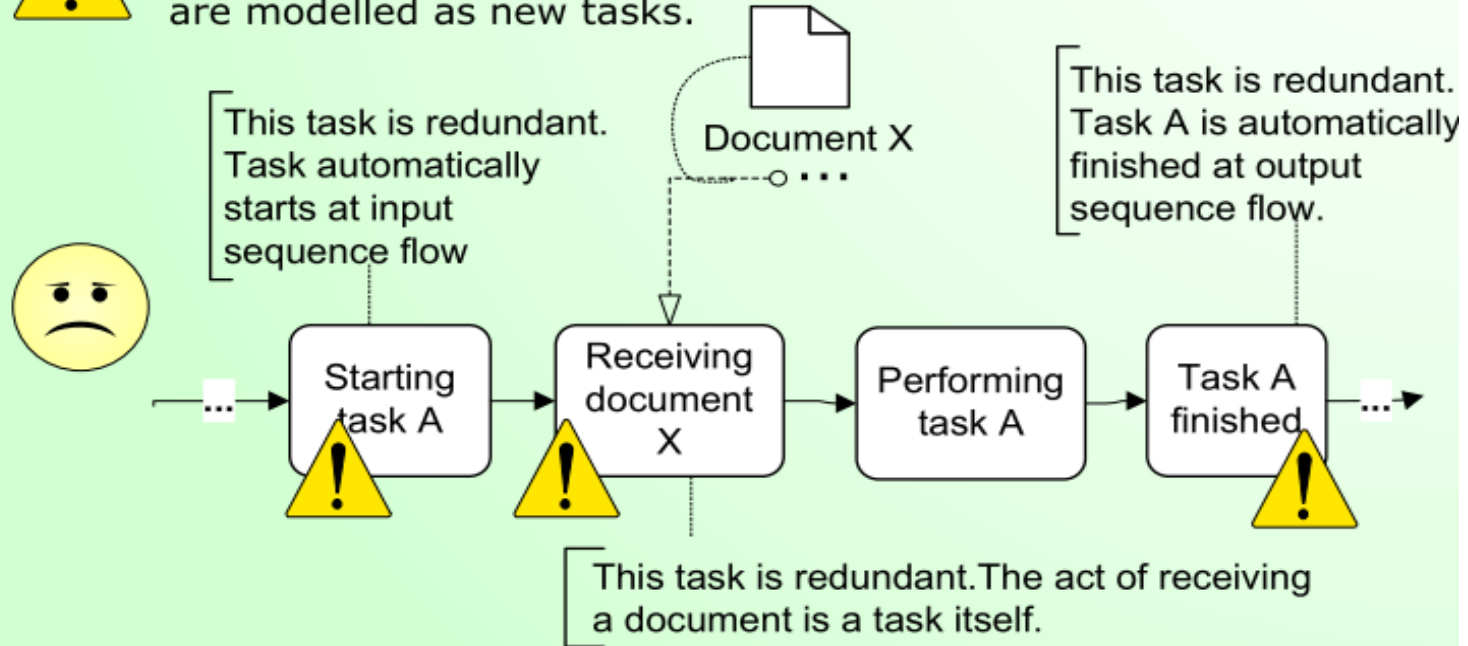 are modelled as new tasks.
This task is redundant.
Task automatically
starts at input
sequence flow
Document X
...
This task is redundant.
Task A is automatically
finished at output
sequence flow.
...
Starting
task A
Receiving
document
X
Performing
task A
Task A
finished
...
This task is redundant.The act of receiving
a document is a task itself.